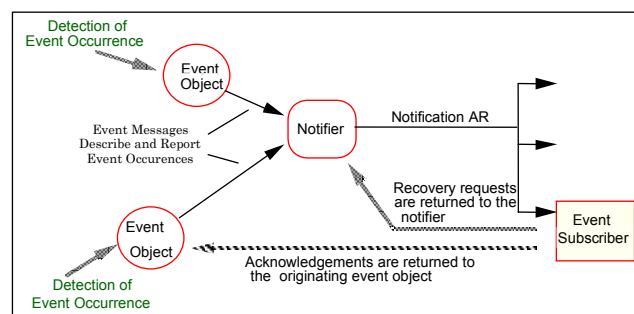 Detection of
Event Occurrence
Event
Object
Event Messages
Describe and Report
Event Occurences
Notifier
Notification AR
Recovery requests
are returned to the
notifier
Event
Subscriber
Event
Object
Acknowledgements are returned to
the originating event object
Detection of
Event Occurrence